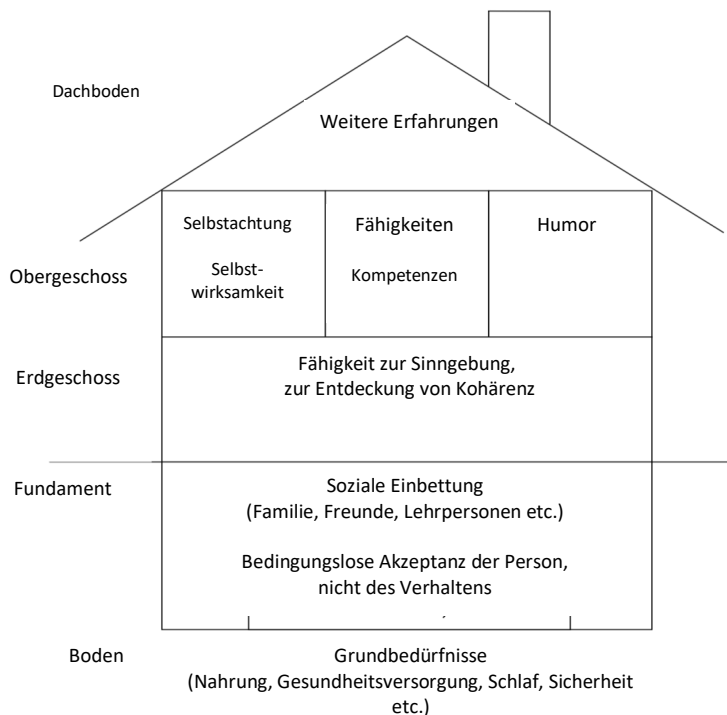 Dachboden
Weitere Erfahrungen
Obergeschoss
Selbstachtung
Selbst-
wirksamkeit
Fähigkeiten
Kompetenzen
Humor
Erdgeschoss
Fähigkeit zur Sinngebung,
zur Entdeckung von Kohärenz
Fundament
Soziale Einbettung
(Familie, Freunde, Lehrpersonen etc.)
Bedingungslose Akzeptanz der Person,
nicht des Verhaltens
Boden
Grundbedürfnisse
(Nahrung, Gesundheitsversorgung, Schlaf, Sicherheit
etc.)